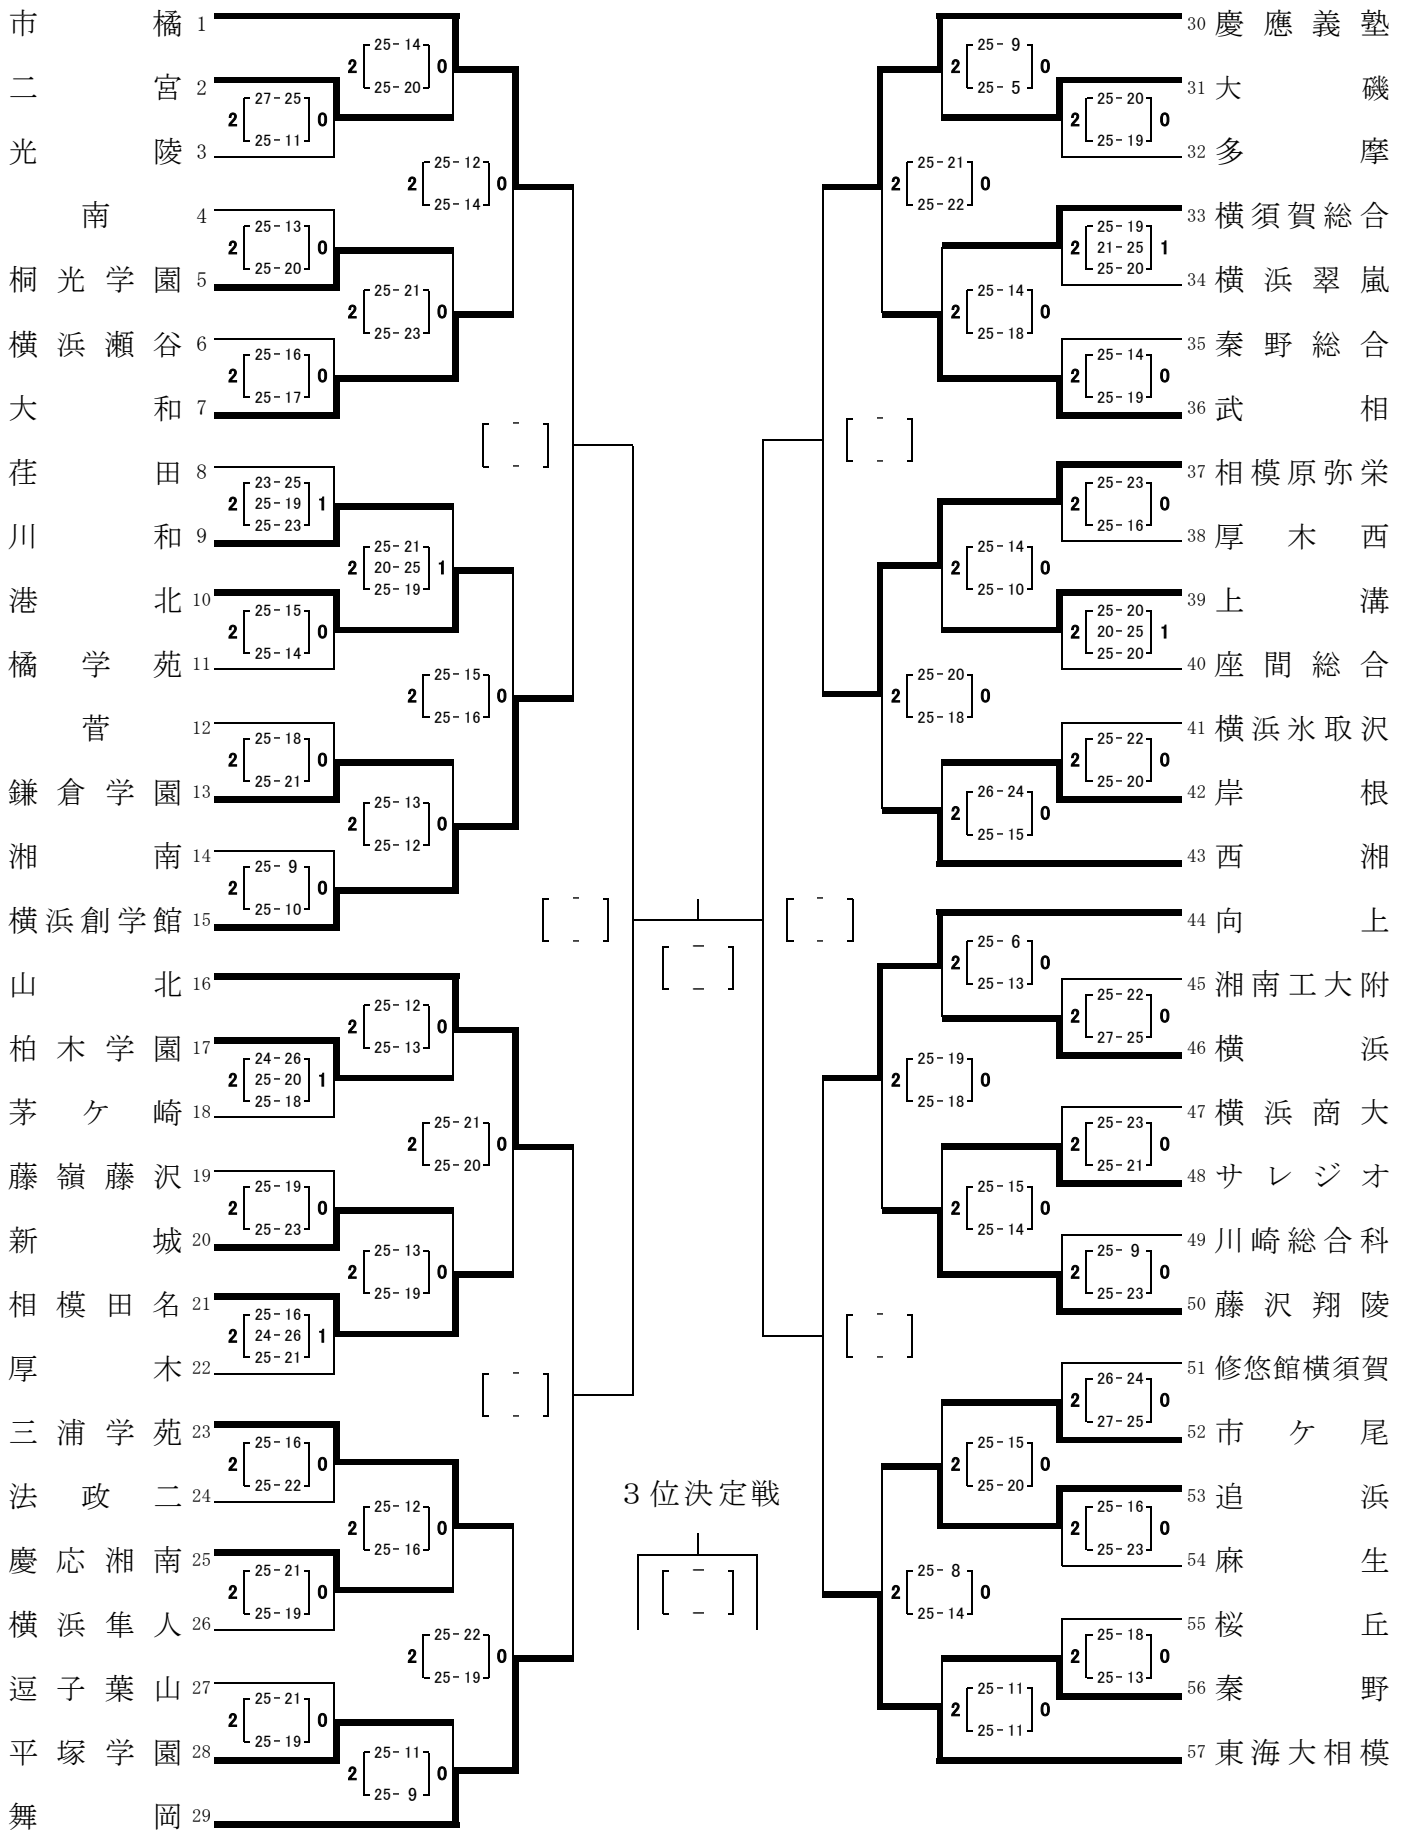 市橘 1
25-14
2 0
25-20
二宮 2
27-25
2 0
25-11
光陵 3
25-12
2 0
25-14
南 4
25-13
2 0
25-20
桐光学園 5
25-21
2 0
25-23
横浜瀬谷 6
25-16
2 0
25-17
大和 7
- 
-
荏田 8
23-25
2 25-19 1
25-23
川和 9
25-21
2 20-25 1
25-19
港北 10
25-15
2 0
25-14
橘学苑 11
25-15
2 0
25-16
菅 12
25-18
2 0
25-21
鎌倉学園 13
25-13
2 0
25-12
湘南 14
25-9
2 0
25-10
横浜創学館 15
-
-
山北 16
25-12
2 0
25-13
柏木学園 17
24-26
2 25-20 1
25-18
茅ケ崎 18
25-21
2 0
25-20
藤嶺藤沢 19
25-19
2 0
25-23
新城 20
25-13
2 0
25-19
相模田名 21
25-16
2 24-26 1
25-21
厚木 22
-
-
三浦学苑 23
25-16
2 0
25-22
法政二 24
25-12
2 0
25-16
慶応湘南 25
25-21
2 0
25-19
横浜隼人 26
25-22
2 0
25-19
逗子葉山 27
25-21
2 0
25-19
平塚学園 28
25-11
2 0
25-9
舞岡 29
-
-
3位決定戦
-
-
30 慶應義塾
25-9
2 0
25-5
31 大磯
25-20
2 0
25-19
32 多摩
25-21
2 0
25-22
33 横須賀総合
25-19
2 21-25 1
25-20
34 横浜翠嵐
25-14
2 0
25-18
35 秦野総合
25-14
2 0
25-19
36 武相
-
-
37 相模原弥栄
25-23
2 0
25-16
38 厚木西
25-14
2 0
25-10
39 上溝
25-20
2 20-25 1
25-20
40 座間総合
25-20
2 0
25-18
41 横浜氷取沢
25-22
2 0
25-20
42 岸根
26-24
2 0
25-15
43 西湘
-
-
44 向上
25-6
2 0
25-13
45 湘南工大附
25-22
2 0
27-25
46 横浜
25-19
2 0
25-18
47 横浜商大
25-23
2 0
25-21
48 サレジオ
25-15
2 0
25-14
49 川崎総合科
25-9
2 0
25-23
50 藤沢翔陵
-
-
51 修悠館横須賀
26-24
2 0
27-25
52 市ケ尾
25-15
2 0
25-20
53 追浜
25-16
2 0
25-23
54 麻生
25-8
2 0
25-14
55 桜丘
25-18
2 0
25-13
56 秦野
25-11
2 0
25-11
57 東海大相模